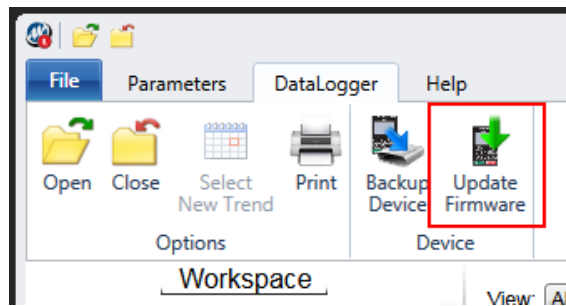 File Parameters DataLogger Help
Open Close Select New Trend Print Backup Device Update Firmware
Options Device
Workspace
View: